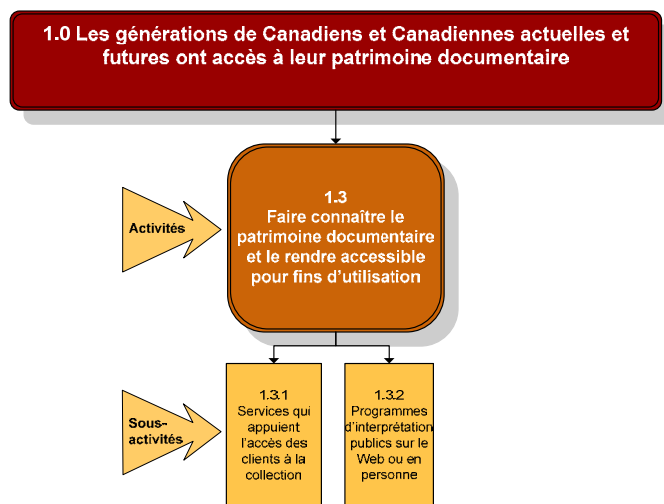 1.0 Les générations de Canadiens et Canadiennes actuelles et
futures ont accès à leur patrimoine documentaire
Activités
1.3
Faire connaître le
patrimoine documentaire
et le rendre accessible
pour fins d'utilisation
Sous-
activités
1.3.1
Services qui
appuient
l'accès des
clients à la
collection
1.3.2
Programmes
d'interprétation
publics sur le
Web ou en
personne